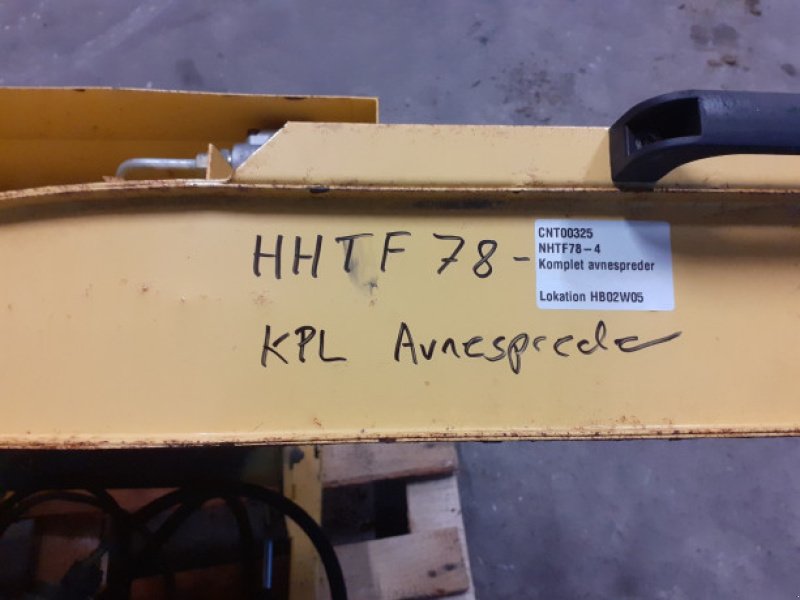 HHTF 78-
KPL Avnespreder
CNT00325
NHTF78-4
Komplet avnespreder
Lokation HB02W05